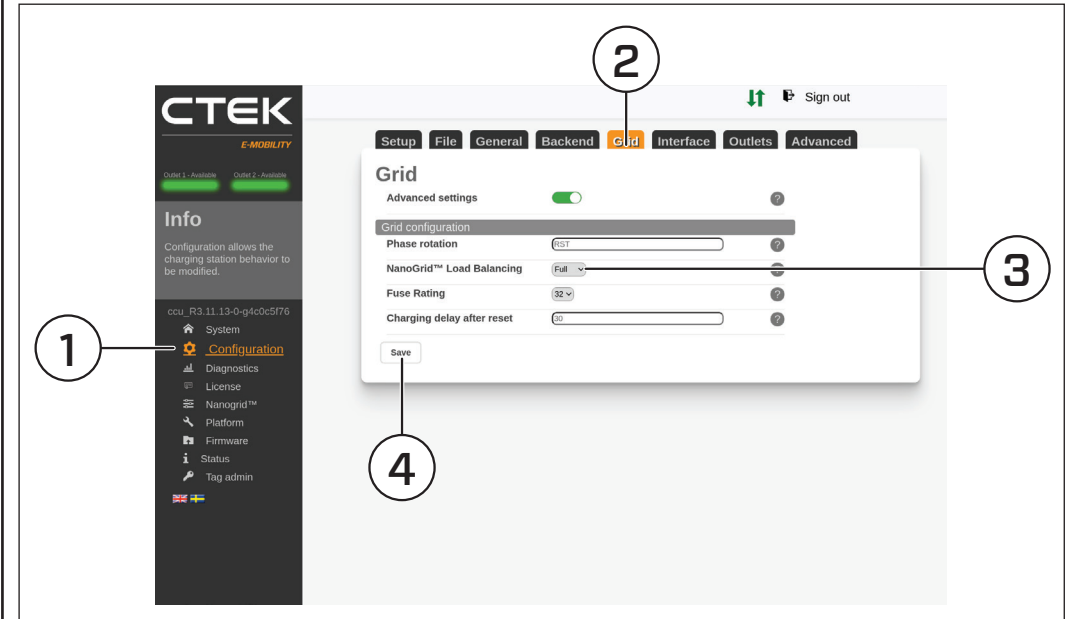 2
CTEK
E-MOBILITY
Sign out
Setup File General Backend Grid Interface Outlets Advanced
Outlet 1 - Available Outlet 2 - Available
Grid
Advanced settings ?
Info
Configuration allows the
charging station behavior to
be modified.
Grid configuration
Phase rotation RST ?
NanoGrid™ Load Balancing Full ?
3
Fuse Rating 32 ?
Charging delay after reset 30 ?
Save
ccu_R3.11.13-0-g4c0c5f76
System
1
Configuration
Diagnostics
License
Nanogrid™
Platform
Firmware
Status
Tag admin
4